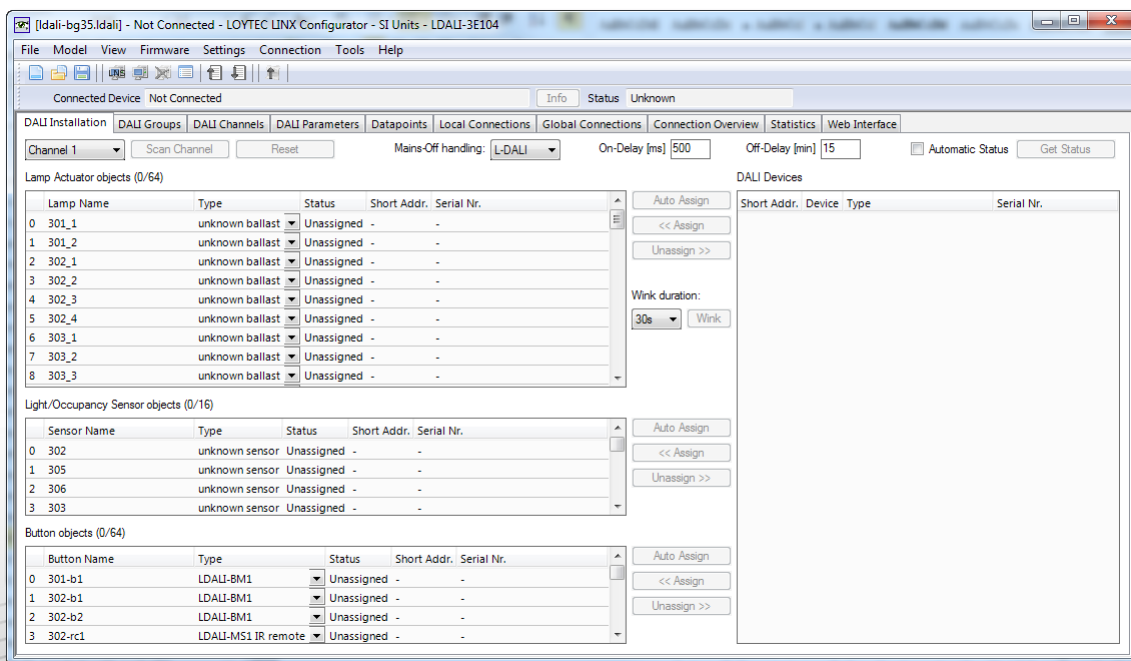 [ldali-bg35.ldali] - Not Connected - LOYTEC LINX Configurator - SI Units - LDALI-3E104
File Model View Firmware Settings Connection Tools Help
Connected Device Not Connected Info Status Unknown
DALI Installation DALI Groups DALI Channels DALI Parameters Datapoints Local Connections Global Connections Connection Overview Statistics Web Interface
Channel 1 Scan Channel Reset Mains-Off handling: L-DALI On-Delay [ms] 500 Off-Delay [min] 15 Automatic Status Get Status
Lamp Actuator objects (0/64) DALI Devices
Lamp Name Type Status Short Addr. Serial Nr. Auto Assign Short Addr. Device Type Serial Nr.
0 301_1 unknown ballast Unassigned - - << Assign
1 301_2 unknown ballast Unassigned - -
2 302_1 unknown ballast Unassigned - - Unassign >>
3 302_2 unknown ballast Unassigned - -
4 302_3 unknown ballast Unassigned - - Wink duration:
5 302_4 unknown ballast Unassigned - - 30s Wink
6 303_1 unknown ballast Unassigned - -
7 303_2 unknown ballast Unassigned - -
8 303_3 unknown ballast Unassigned - -
Light/Occupancy Sensor objects (0/16)
Sensor Name Type Status Short Addr. Serial Nr. Auto Assign
0 302 unknown sensor Unassigned - - << Assign
1 305 unknown sensor Unassigned - -
2 306 unknown sensor Unassigned - - Unassign >>
3 303 unknown sensor Unassigned - -
Button objects (0/64)
Button Name Type Status Short Addr. Serial Nr. Auto Assign
0 301-b1 LDALI-BM1 Unassigned - - << Assign
1 302-b1 LDALI-BM1 Unassigned - -
2 302-b2 LDALI-BM1 Unassigned - - Unassign >>
3 302-rc1 LDALI-MS1 IR remote Unassigned - -